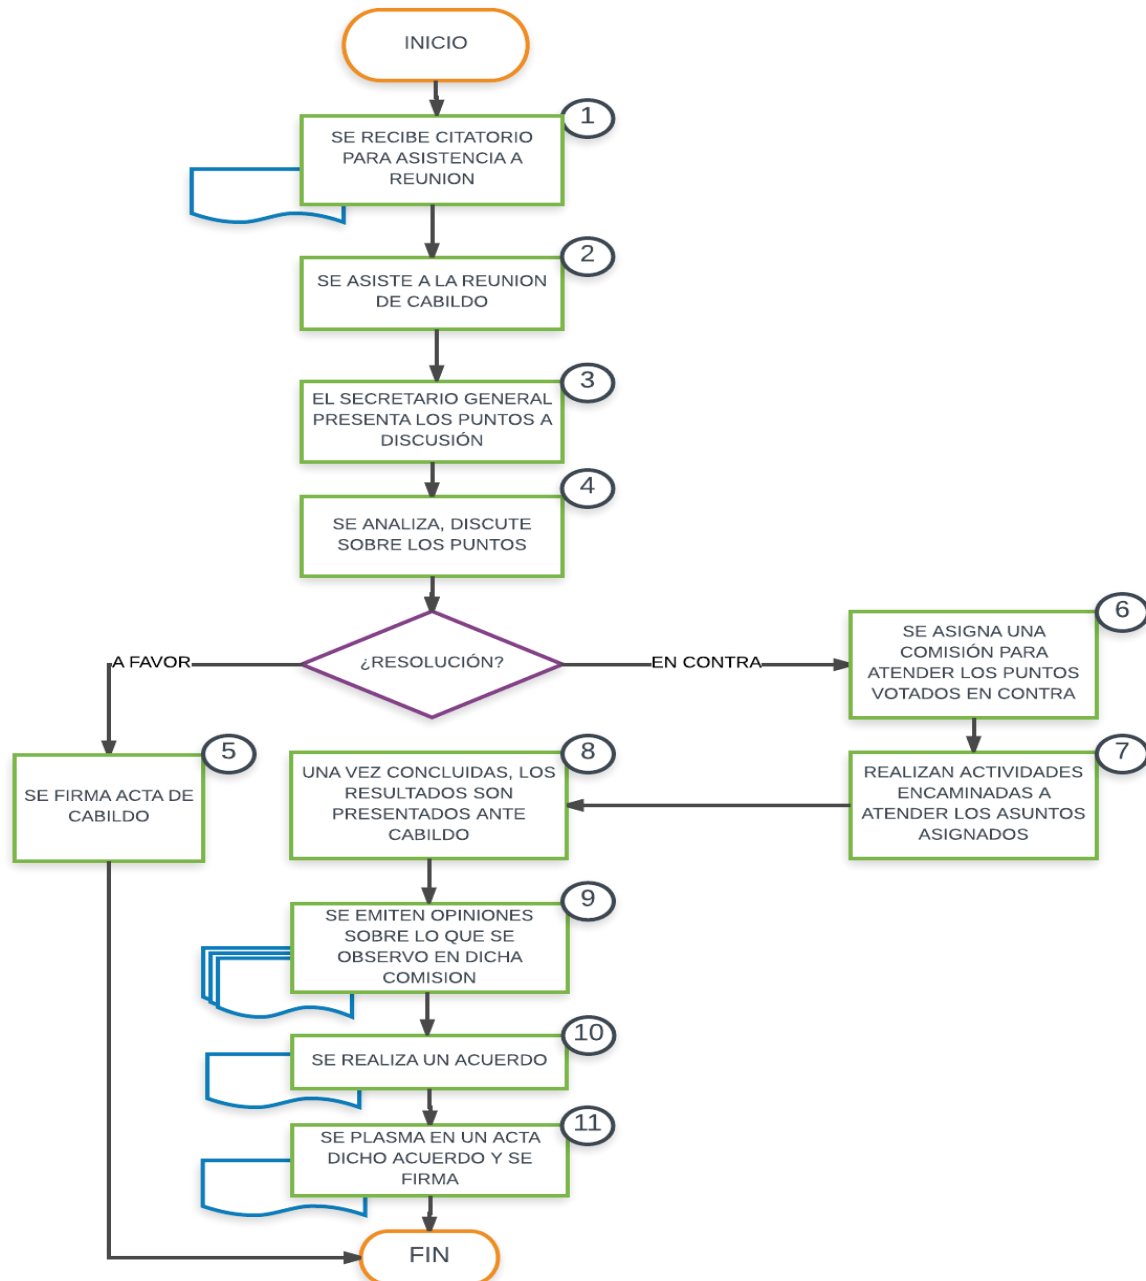 INICIO
1
SE RECIBE CITATORIO
PARA ASISTENCIA A
REUNION
2
SE ASISTE A LA REUNION
DE CABILDO
3
EL SECRETARIO GENERAL
PRESENTA LOS PUNTOS A
DISCUSIÓN
4
SE ANALIZA, DISCUTE
SOBRE LOS PUNTOS
¿RESOLUCIÓN?
A FAVOR
EN CONTRA
5
SE FIRMA ACTA DE
CABILDO
6
SE ASIGNA UNA
COMISIÓN PARA
ATENDER LOS PUNTOS
VOTADOS EN CONTRA
7
REALIZAN ACTIVIDADES
ENCAMINADAS A
ATENDER LOS ASUNTOS
ASIGNADOS
8
UNA VEZ CONCLUIDAS, LOS
RESULTADOS SON
PRESENTADOS ANTE
CABILDO
9
SE EMITEN OPINIONES
SOBRE LO QUE SE
OBSERVO EN DICHA
COMISION
10
SE REALIZA UN ACUERDO
11
SE PLASMA EN UN ACTA
DICHO ACUERDO Y SE
FIRMA
FIN